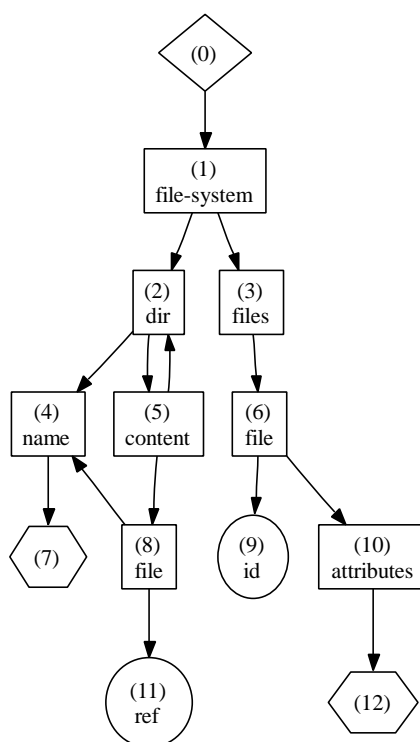 (0)
(1)
file-system
(2)
dir
(3)
files
(4)
name
(5)
content
(6)
file
(7)
(8)
file
(9)
id
(10)
attributes
(11)
ref
(12)